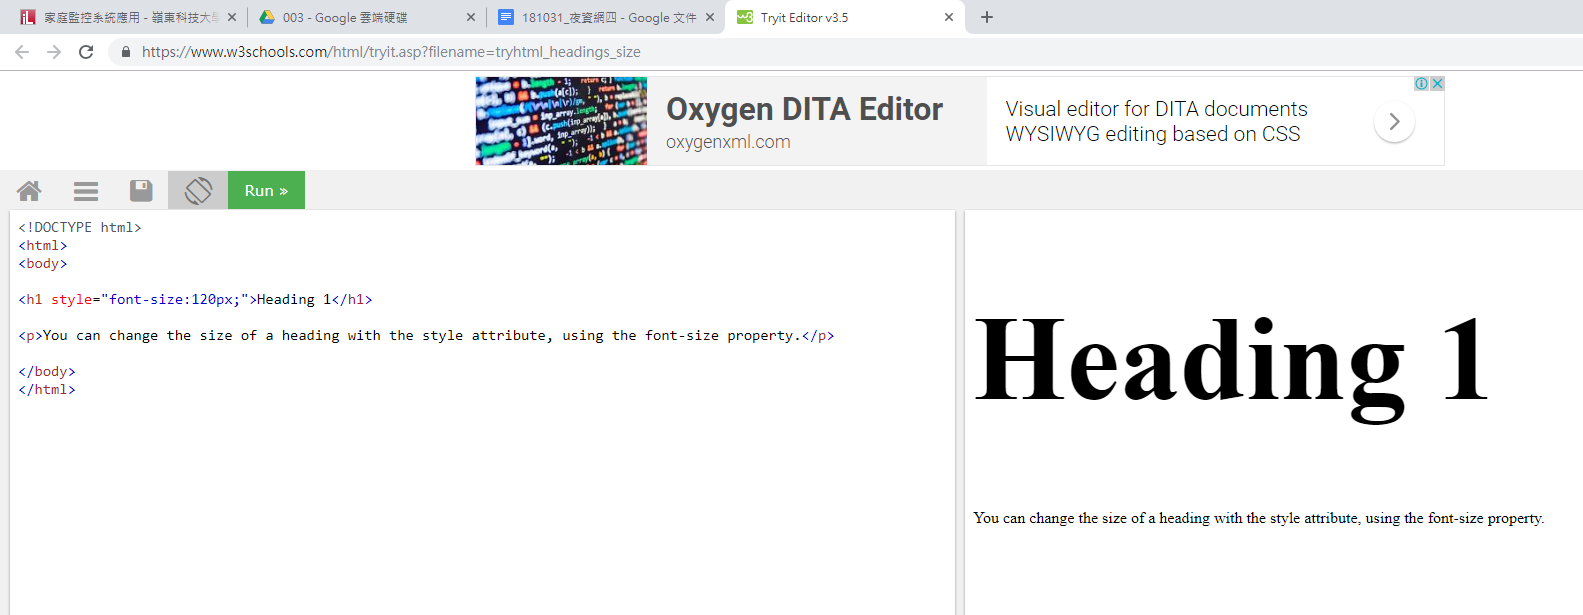 家庭監控系統應用 - 嶺東科技大
003 - Google 雲端硬碟
181031_夜資網四 - Google 文件
Tryit Editor v3.5
https://www.w3schools.com/html/tryit.asp?filename=tryhtml_headings_size
Oxygen DITA Editor
oxygenxml.com
Visual editor for DITA documents
WYSIWYG editing based on CSS
Run »
<!DOCTYPE html>
<html>
<body>
<h1 style="font-size:120px;">Heading 1</h1>
<p>You can change the size of a heading with the style attribute, using the font-size property.</p>
</body>
</html>
Heading 1
You can change the size of a heading with the style attribute, using the font-size property.